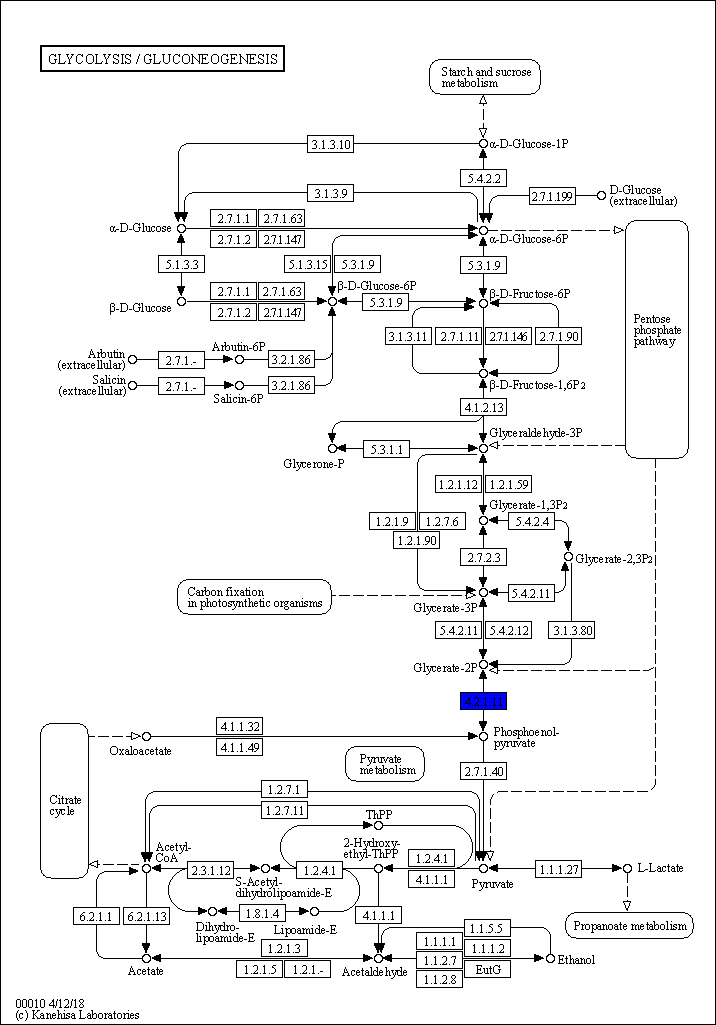 GLYCOLYSIS / GLUCONEOGENESIS
Starch and sucrose
metabolism
3.1.3.10
α-D-Glucose-1P
5.4.2.2
3.1.3.9
2.7.1.199
D-Glucose
(extracellular)
α-D-Glucose
2.7.1.1 2.7.1.63
2.7.1.2 2.7.1.147
α-D-Glucose-6P
5.1.3.3
5.1.3.15 5.3.1.9
5.3.1.9
β-D-Glucose-6P
β-D-Fructose-6P
β-D-Glucose
2.7.1.1 2.7.1.63
2.7.1.2 2.7.1.147
5.3.1.9
Pentose
phosphate
pathway
3.1.3.11 2.7.1.11 2.7.1.146 2.7.1.90
Arbutin
(extracellular)
2.7.1.-
Arbutin-6P
3.2.1.86
Salicin
(extracellular)
2.7.1.-
Salicin-6P
3.2.1.86
β-D-Fructose-1,6P2
4.1.2.13
Glyceraldehyde-3P
5.3.1.1
Glycerone-P
1.2.1.12 1.2.1.59
Glycerate-1,3P2
1.2.1.9 1.2.7.6
5.4.2.4
1.2.1.90
2.7.2.3
Glycerate-2,3P2
Carbon fixation
in photosynthetic organisms
5.4.2.11
Glycerate-3P
5.4.2.11 5.4.2.12
3.1.3.80
Glycerate-2P
4.2.1.11
4.1.1.32
Oxaloacetate
4.1.1.49
Phosphoenol-
pyruvate
Pyruvate
metabolism
2.7.1.40
Citrate
cycle
1.2.7.1
1.2.7.11
ThPP
Acetyl-
CoA
2-Hydroxy-
ethyl-ThPP
2.3.1.12
1.2.4.1
1.2.4.1
4.1.1.1
1.1.1.27
L-Lactate
S-Acetyl-
dihydrolipoamide-E
Pyruvate
6.2.1.1 6.2.1.13
1.8.1.4
4.1.1.1
Dihydro-
lipoamide-E
Lipoamide-E
Propanoate metabolism
1.1.5.5
1.2.1.3
1.1.1.1 1.1.1.2
1.1.2.7
Ethanol
Acetate
1.2.1.5 1.2.1.-
Acetaldehyde
EutG
1.1.2.8
00010 4/12/18
(c) Kanehisa Laboratories